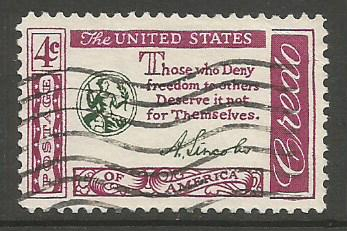 The UNITED STATES
4¢
Those who Deny
freedom to others
Deserve it not
for Themselves.
A. Lincoln
POSTAGE
OF AMERICA
Credo